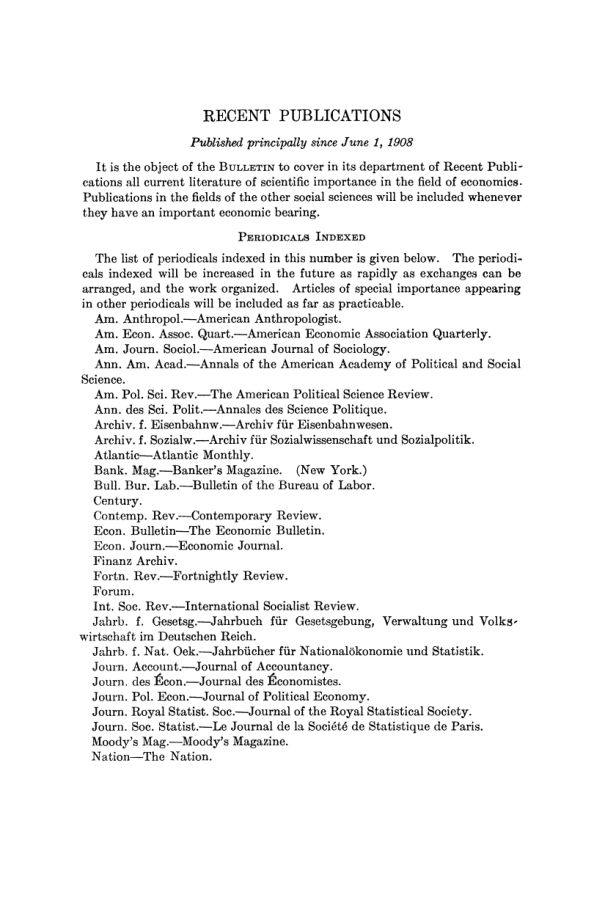 RECENT PUBLICATIONS
Published principally since June 1, 1908
It is the object of the BULLETIN to cover in its department of Recent Publi-
cations all current literature of scientific importance in the field of economics.
Publications in the fields of the other social sciences will be included whenever
they have an important economic bearing.
PERIODICALS INDEXED
The list of periodicals indexed in this number is given below. The periodi-
cals indexed will be increased in the future as rapidly as exchanges can be
arranged, and the work organized. Articles of special importance appearing
in other periodicals will be included as far as practicable.
Am. Anthropol.—American Anthropologist.
Am. Econ. Assoc. Quart.—American Economic Association Quarterly.
Am. Journ. Sociol.—American Journal of Sociology.
Ann. Am. Acad.—Annals of the American Academy of Political and Social
Science.
Am. Pol. Sci. Rev.—The American Political Science Review.
Ann. des Sci. Polit.—Annales des Science Politique.
Archiv. f. Eisenbahnw.—Archiv für Eisenbahnwesen.
Archiv. f. Sozialw.—Archiv für Sozialwissenschaft und Sozialpolitik.
Atlantic—Atlantic Monthly.
Bank. Mag.—Banker's Magazine. (New York.)
Bull. Bur. Lab.—Bulletin of the Bureau of Labor.
Century.
Contemp. Rev.—Contemporary Review.
Econ. Bulletin—The Economic Bulletin.
Econ. Journ.—Economic Journal.
Finanz Archiv.
Fortn. Rev.—Fortnightly Review.
Forum.
Int. Soc. Rev.—International Socialist Review.
Jahrb. f. Gesetsg.—Jahrbuch für Gesetsgebung, Verwaltung und Volks-
wirtschaft im Deutschen Reich.
Jahrb. f. Nat. Oek.—Jahrbücher für Nationalökonomie und Statistik.
Journ. Account.—Journal of Accountancy.
Journ. des Écon.—Journal des Économistes.
Journ. Pol. Econ.—Journal of Political Economy.
Journ. Royal Statist. Soc.—Journal of the Royal Statistical Society.
Journ. Soc. Statist.—Le Journal de la Société de Statistique de Paris.
Moody's Mag.—Moody's Magazine.
Nation—The Nation.